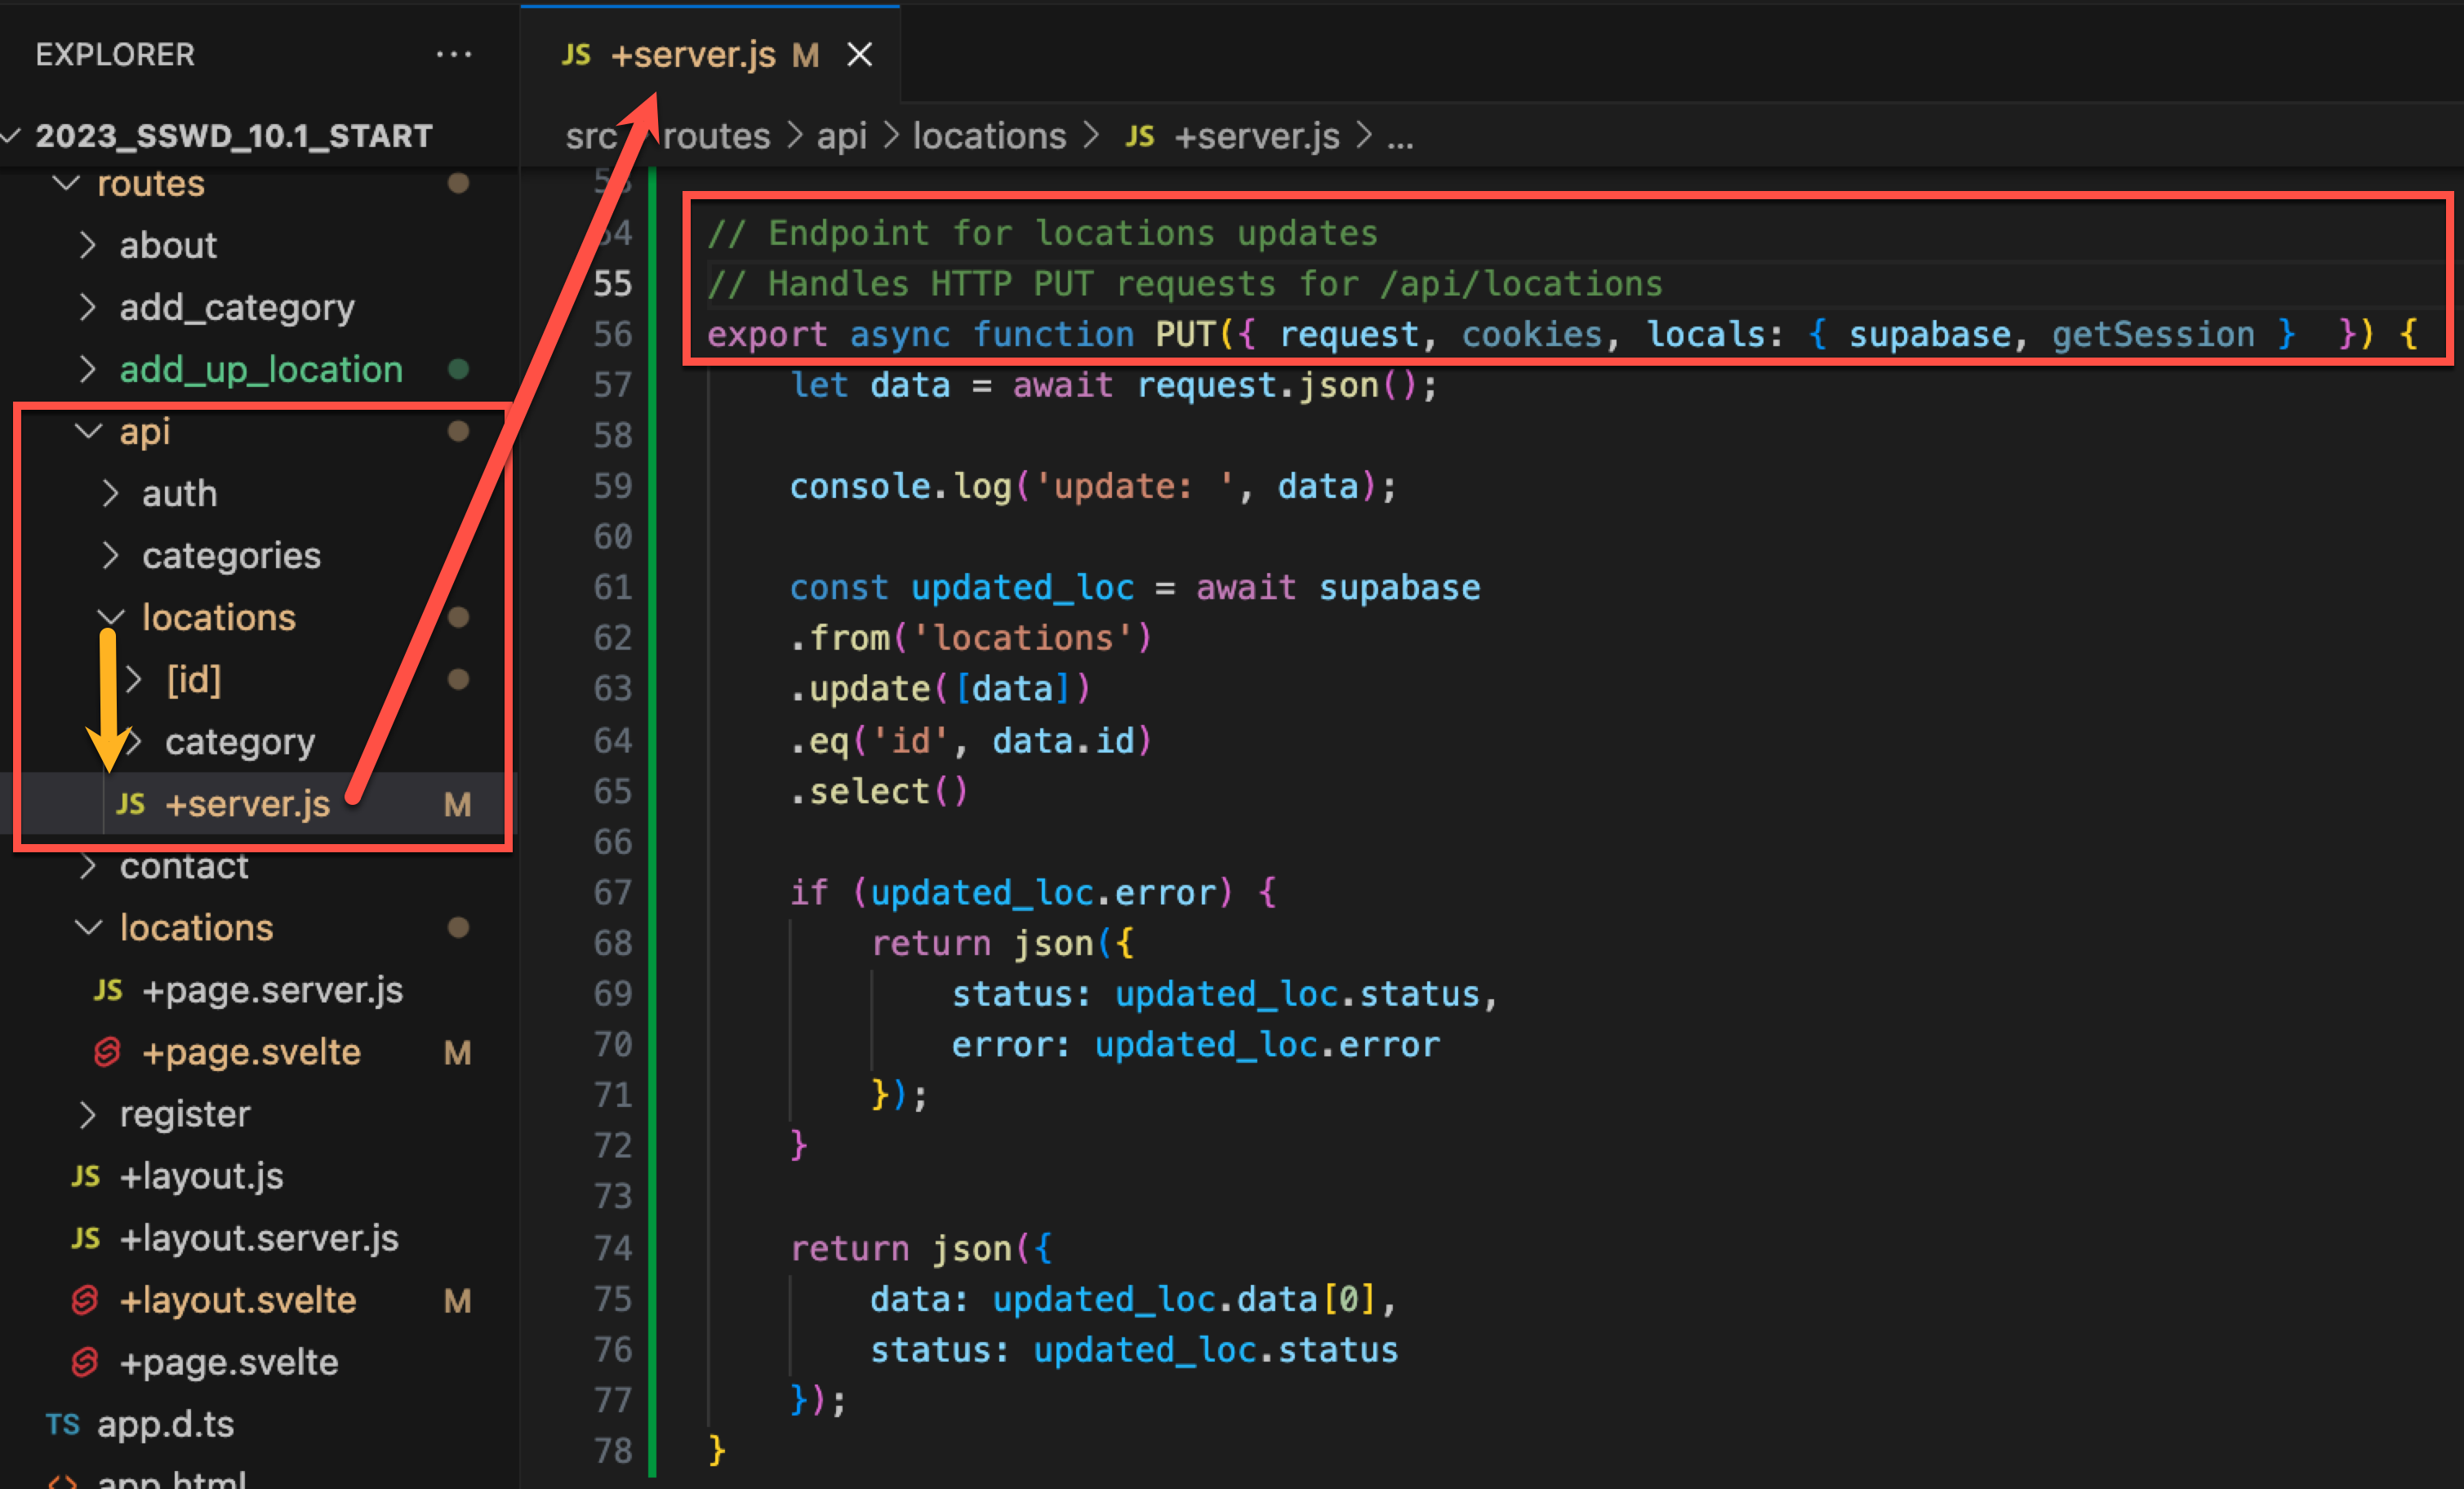 EXPLORER ...
2023_SSWD_10.1_START
routes
about
add_category
add_up_location
api
auth
categories
locations
[id]
category
JS +server.js M
contact
locations
JS +page.server.js
+page.svelte M
register
JS +layout.js
JS +layout.server.js
+layout.svelte M
+page.svelte
TS app.d.ts
<> app.html
JS +server.js M
src routes > api > locations > JS +server.js > ...
53
54 // Endpoint for locations updates
55 // Handles HTTP PUT requests for /api/locations
56 export async function PUT({ request, cookies, locals: { supabase, getSession }  }) {
57 let data = await request.json();
58
59 console.log('update: ', data);
60
61 const updated_loc = await supabase
62 .from('locations')
63 .update([data])
64 .eq('id', data.id)
65 .select()
66
67 if (updated_loc.error) {
68 return json({
69 status: updated_loc.status,
70 error: updated_loc.error
71 });
72 }
73
74 return json({
75 data: updated_loc.data[0],
76 status: updated_loc.status
77 });
78 }